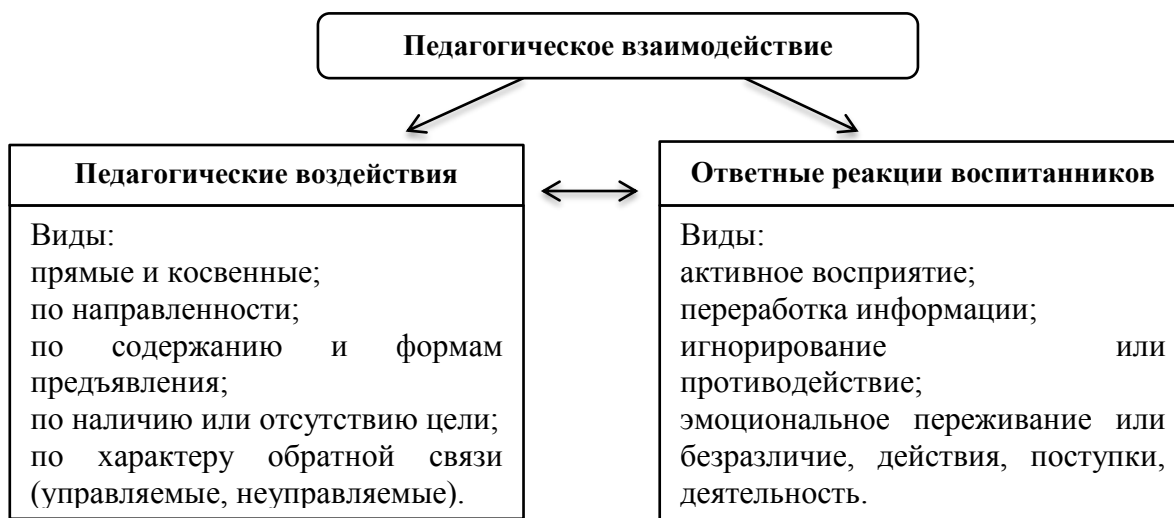 Педагогическое взаимодействие
Педагогические воздействия
Виды:
прямые и косвенные;
по направленности;
по содержанию и формам
предъявления;
по наличию или отсутствию цели;
по характеру обратной связи
(управляемые, неуправляемые).
Ответные реакции воспитанников
Виды:
активное восприятие;
переработка информации;
игнорирование или
противодействие;
эмоциональное переживание или
безразличие, действия, поступки,
деятельность.